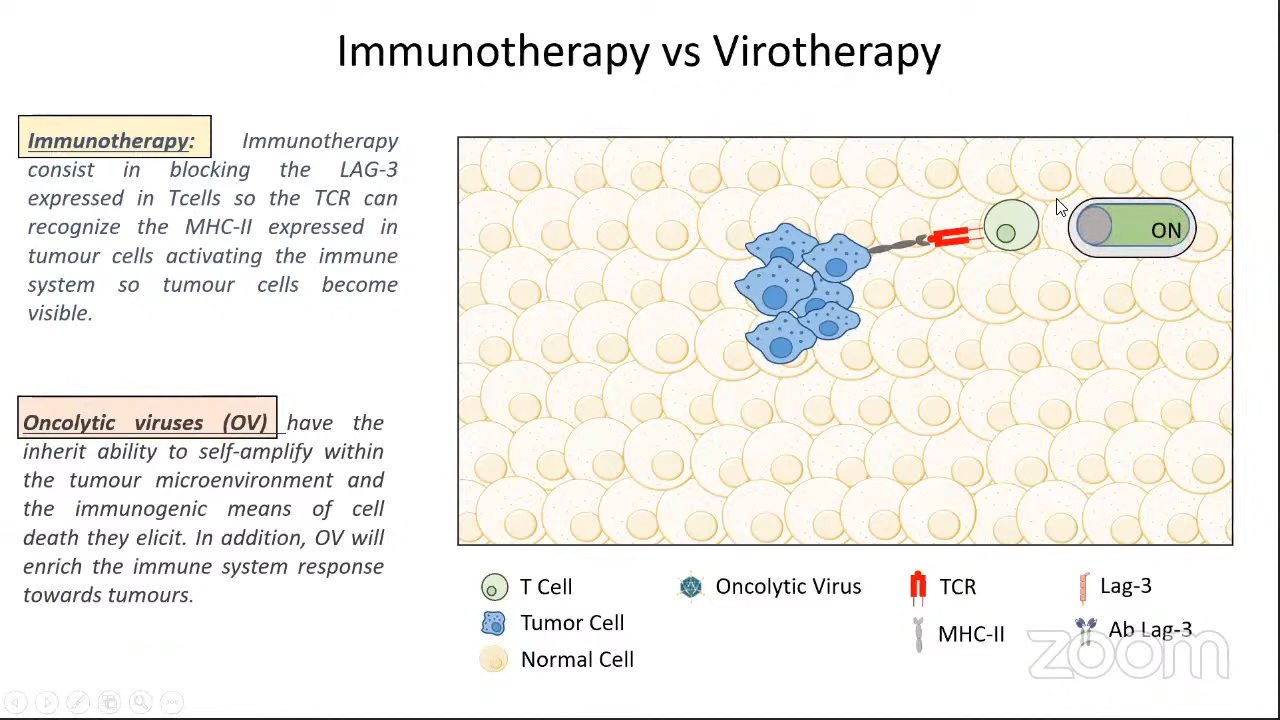 Immunotherapy vs Virotherapy
Immunotherapy: Immunotherapy
consist in blocking the LAG-3
expressed in Tcells so the TCR can
recognize the MHC-II expressed in
tumour cells activating the immune
system so tumour cells become
visible.
Oncolytic viruses (OV) have the
inherit ability to self-amplify within
the tumour microenvironment and
the immunogenic means of cell
death they elicit. In addition, OV will
enrich the immune system response
towards tumours.
ON
T Cell
Oncolytic Virus
TCR
Lag-3
Tumor Cell
MHC-II
Ab Lag-3
Normal Cell
zoom